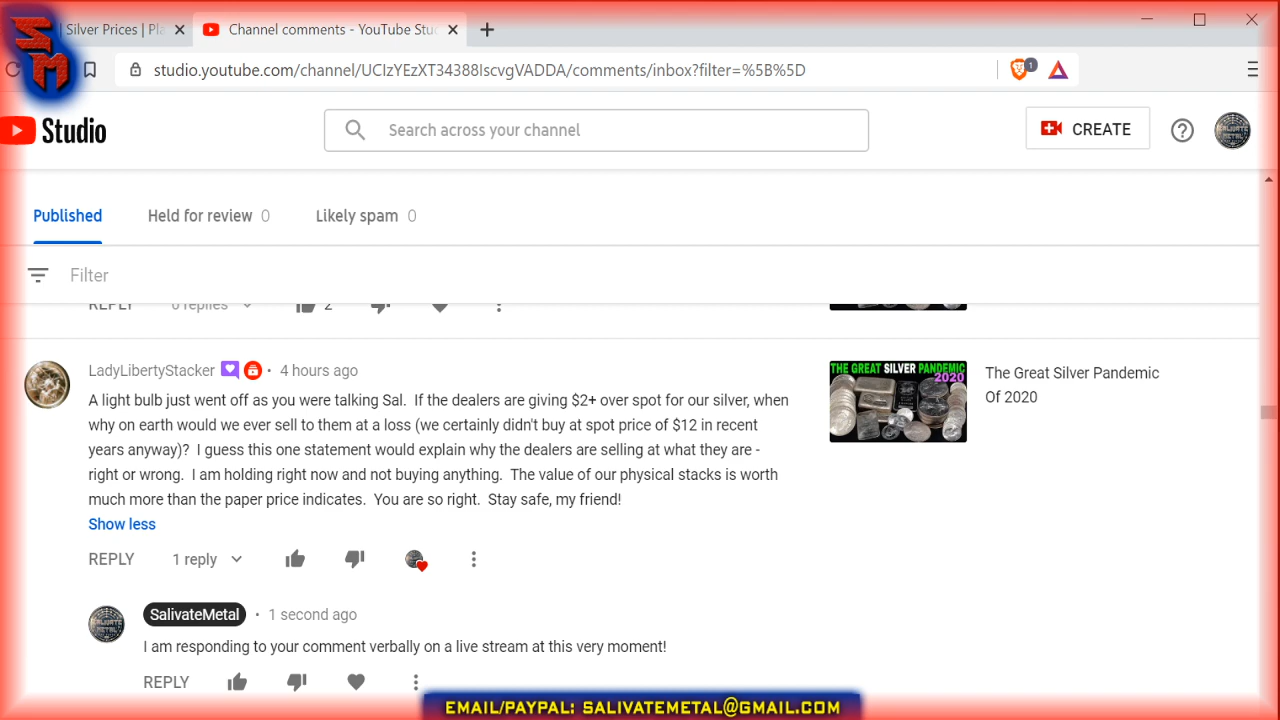 SM
| Silver Prices | Pla
Channel comments - YouTube Stud
studio.youtube.com/channel/UCIzYEzXT34388IscvgVADDA/comments/inbox?filter=%5B%5D
1
Studio
Search across your channel
CREATE
Published
Held for review 0
Likely spam 0
Filter
REPLY
6 replies
2
LadyLibertyStacker • 4 hours ago
A light bulb just went off as you were talking Sal. If the dealers are giving $2+ over spot for our silver, when
why on earth would we ever sell to them at a loss (we certainly didn't buy at spot price of $12 in recent
years anyway)? I guess this one statement would explain why the dealers are selling at what they are -
right or wrong. I am holding right now and not buying anything. The value of our physical stacks is worth
much more than the paper price indicates. You are so right. Stay safe, my friend!
Show less
REPLY
1 reply
THE GREAT SILVER PANDEMIC
2020
The Great Silver Pandemic
Of 2020
SalivateMetal • 1 second ago
I am responding to your comment verbally on a live stream at this very moment!
REPLY
EMAIL/PAYPAL: SALIVATEMETAL@GMAIL.COM